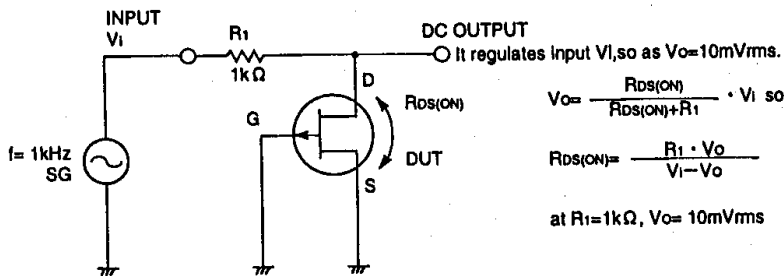 INPUT
Vi
R1
1kΩ
DC OUTPUT
It regulates Input VI,so as Vo=10mVrms.
D
G
S
RDS(ON)
DUT
f= 1kHz
SG
Vo= RDS(ON) / RDS(ON)+R1 · Vi so
RDS(ON)= R1 · Vo / Vi–Vo
at R1=1kΩ, Vo= 10mVrms